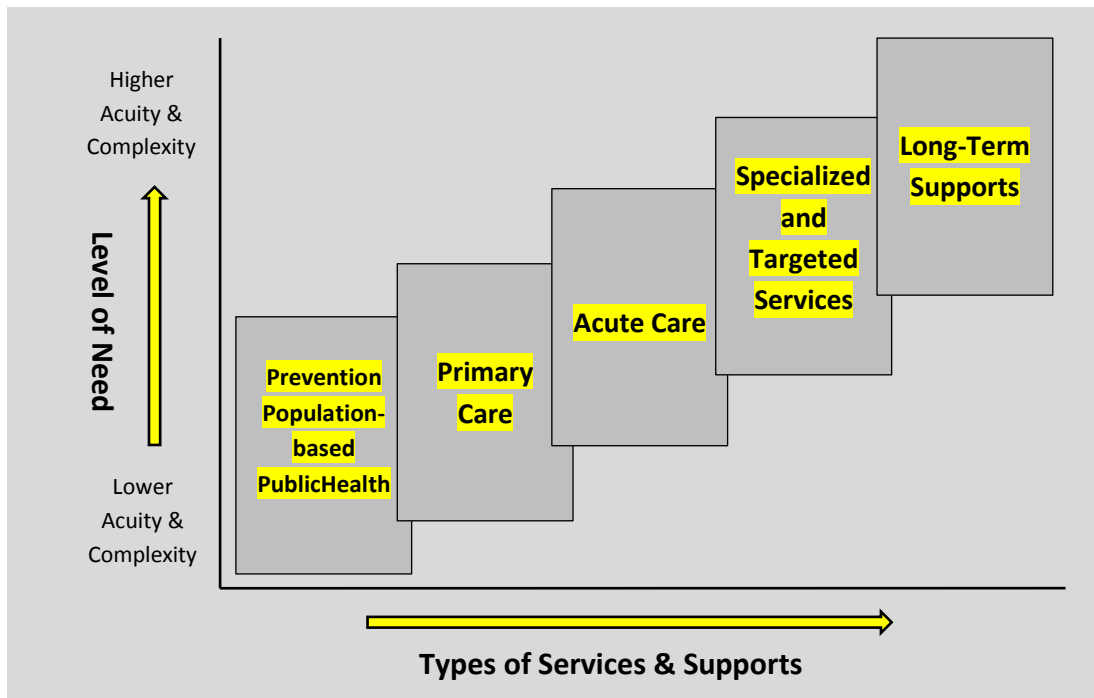 Higher
Acuity &
Complexity
Level of Need
Lower
Acuity &
Complexity
Prevention
Population-
based
PublicHealth
Primary
Care
Acute Care
Specialized
and
Targeted
Services
Long-Term
Supports
Types of Services & Supports